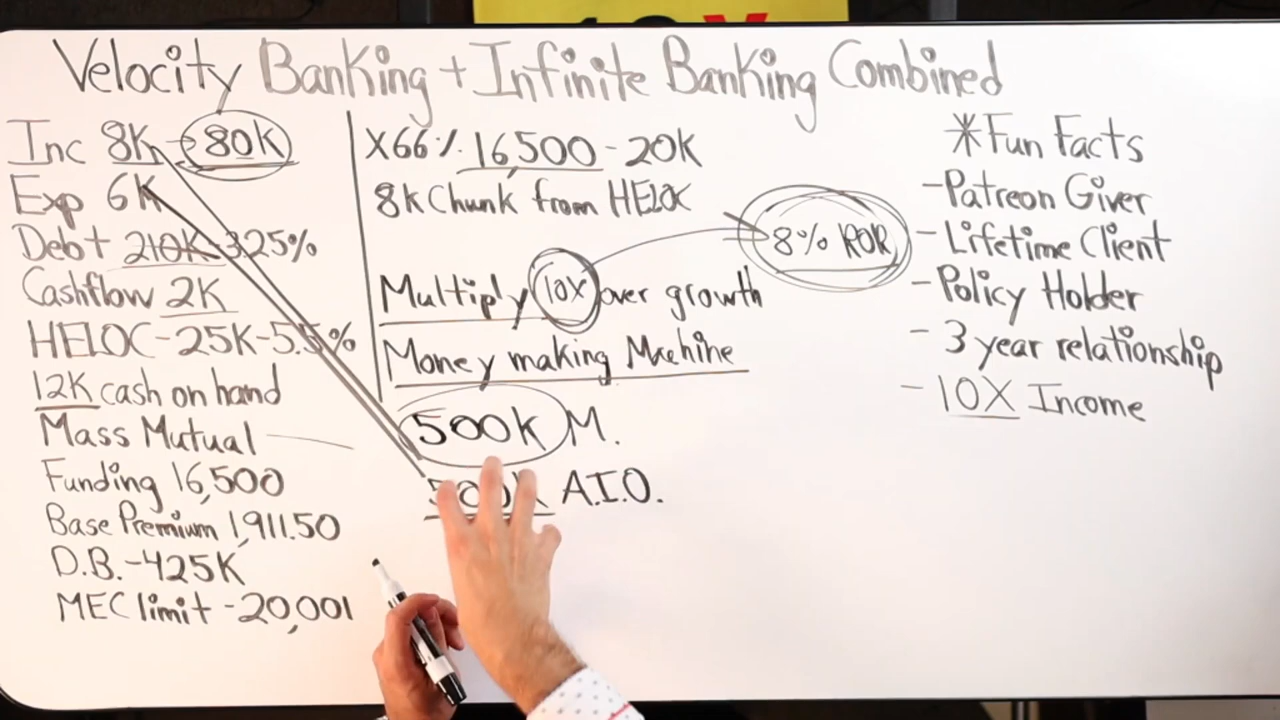 Velocity Banking + Infinite Banking Combined
Inc 8K → 80K
Exp 6K
Debt 210K-3.25%
Cashflow 2K
HELOC-25K-5.5%
12K cash on hand
Mass Mutual
Funding 16,500
Base Premium 1,911.50
D.B.-425K
MEC limit -20,001
X66% 16,500 - 20K
8K Chunk from HELOC
8% ROR
Multiply 10X over growth
Money making Machine
500K M.
500K A.I.O.
*Fun Facts
-Patreon Giver
-Lifetime Client
-Policy Holder
- 3 year relationship
- 10X Income